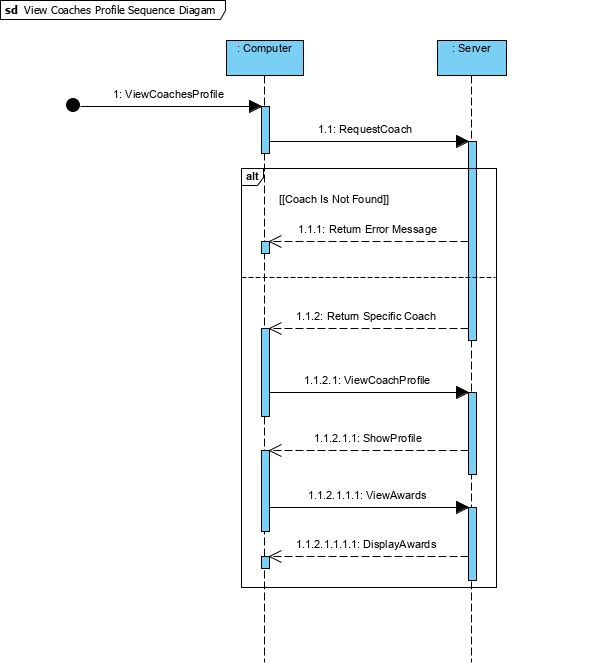 sd View Coaches Profile Sequence Diagam
: Computer
: Server
1: ViewCoachesProfile
1.1: RequestCoach
alt
[[Coach Is Not Found]]
1.1.1: Return Error Message
1.1.2: Return Specific Coach
1.1.2.1: ViewCoachProfile
1.1.2.1.1: ShowProfile
1.1.2.1.1.1: ViewAwards
1.1.2.1.1.1.1: DisplayAwards